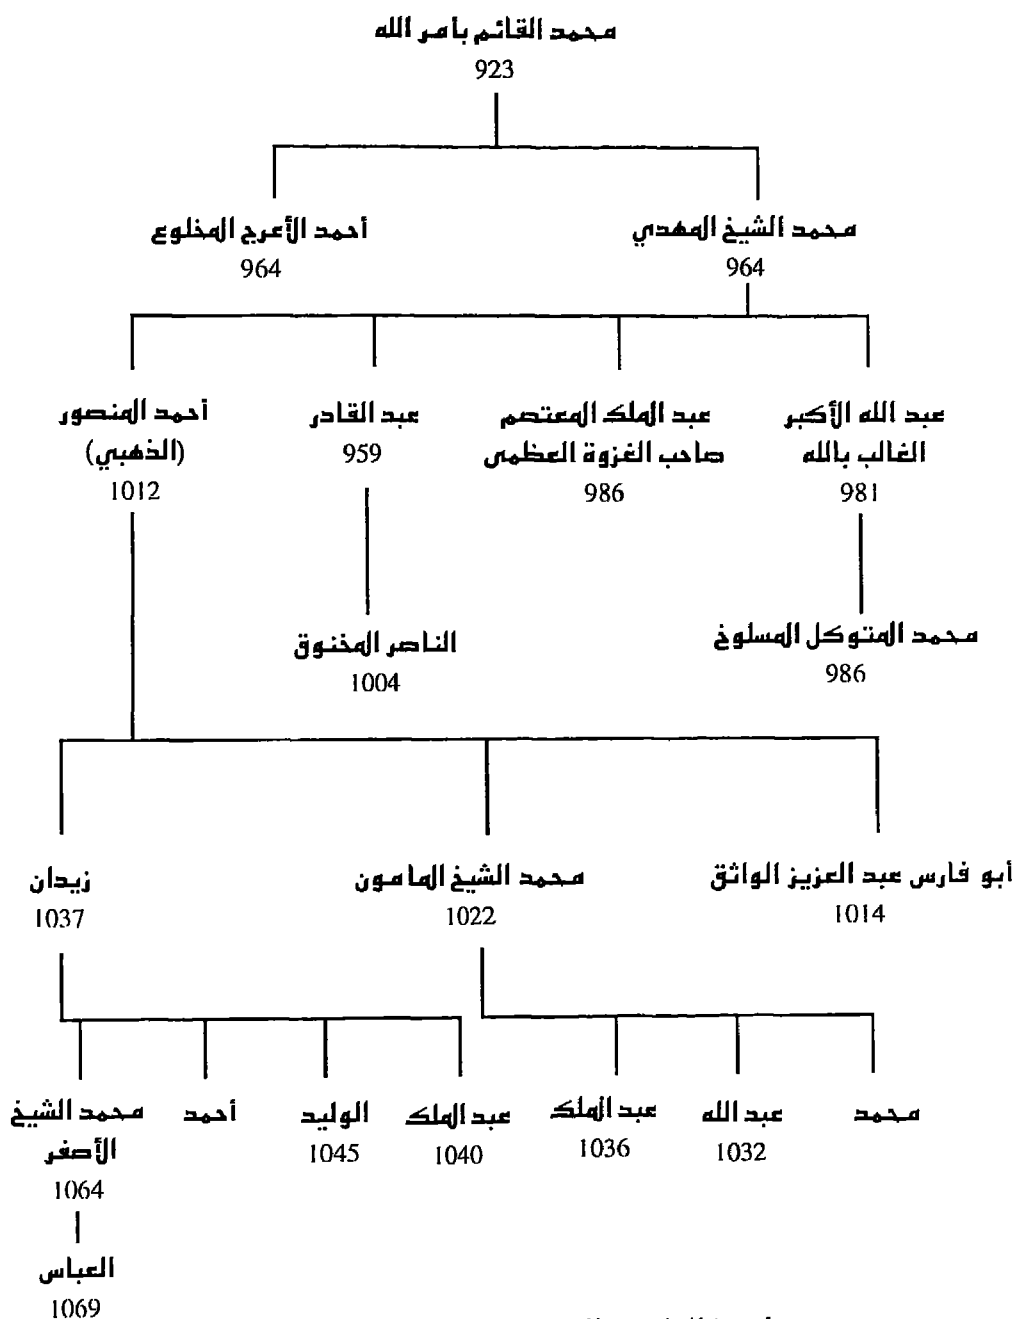 محمد القائم بأمر الله
923
محمد الشيخ المهدي
964
أحمد الأعرج المخلوع
964
عبد الله الأكبر
الغالب بالله
981
عبد الملك المعتصم
صاحب الغزوة العظمى
986
عبد القادر
959
أحمد المنصور
(الذهبي)
1012
محمد المتوكل المسلوخ
986
الناصر المخنوق
1004
أبو فارس عبد العزيز الواثق
1014
محمد الشيخ المامون
1022
زيدان
1037
محمد
عبد الله
1032
عبد الملك
1036
عبد الملك
1040
الوليد
1045
أحمد
محمد الشيخ
الأصغر
1064
العباس
1069